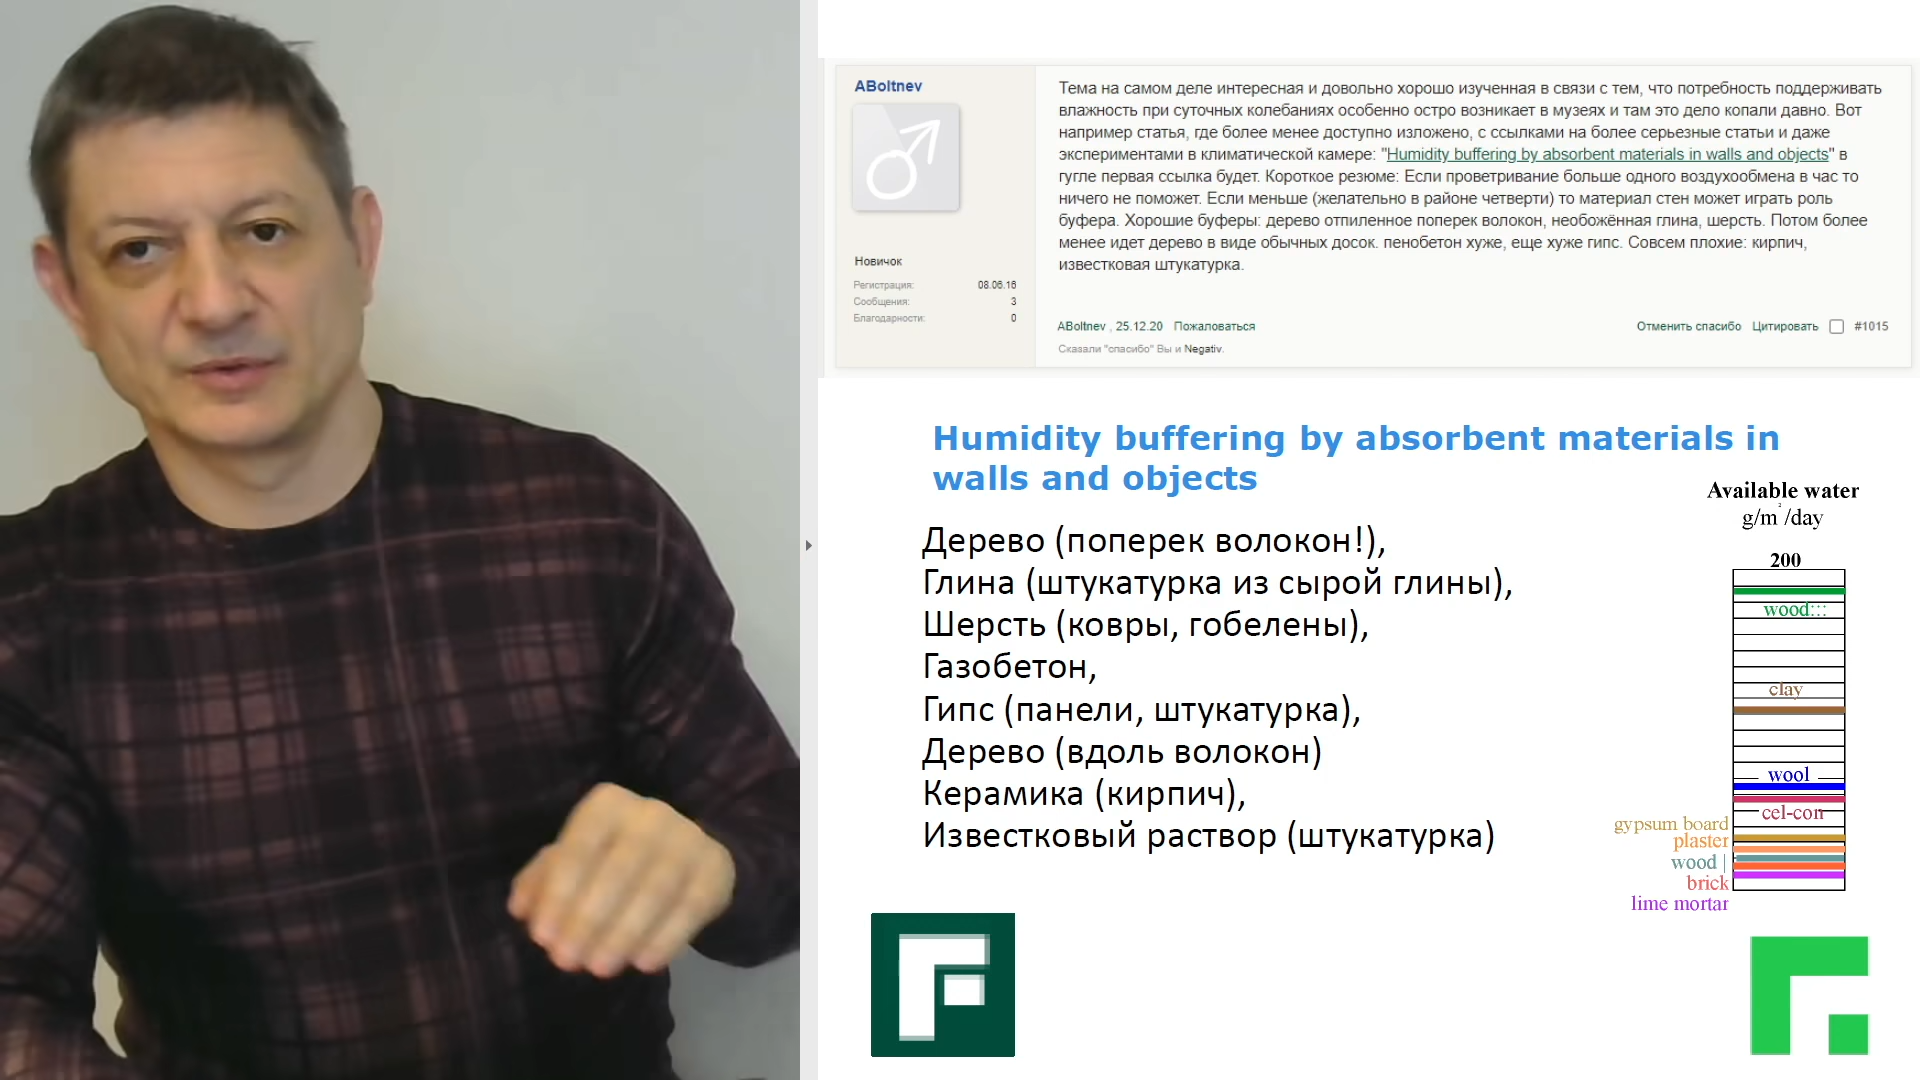 ABoltnev
Тема на самом деле интересная и довольно хорошо изученная в связи с тем, что потребность поддерживать
влажность при суточных колебаниях особенно остро возникает в музеях и там это дело копали давно. Вот
например статья, где более менее доступно изложено, с ссылками на более серьезные статьи и даже
экспериментами в климатической камере: "Humidity buffering by absorbent materials in walls and objects" в
гугле первая ссылка будет. Короткое резюме: Если проветривание больше одного воздухообмена в час то
ничего не поможет. Если меньше (желательно в районе четверти) то материал стен может играть роль
буфера. Хорошие буферы: дерево отпиленное поперек волокон, необожённая глина, шерсть. Потом более
менее идет дерево в виде обычных досок. пенобетон хуже, еще хуже гипс. Совсем плохие: кирпич,
известковая штукатурка.
Новичок
Регистрация: 08.06.16
Сообщения: 3
Благодарности: 0
ABoltnev , 25.12.20 Пожаловаться
Отменить спасибо Цитировать #1015
Сказали "спасибо" Вы и Negativ.
Humidity buffering by absorbent materials in
walls and objects
Дерево (поперек волокон!),
Глина (штукатурка из сырой глины),
Шерсть (ковры, гобелены),
Газобетон,
Гипс (панели, штукатурка),
Дерево (вдоль волокон)
Керамика (кирпич),
Известковый раствор (штукатурка)
Available water
g/m²/day
200
wood:::
clay
wool
cel-con
gypsum board
plaster
wood |
brick
lime mortar